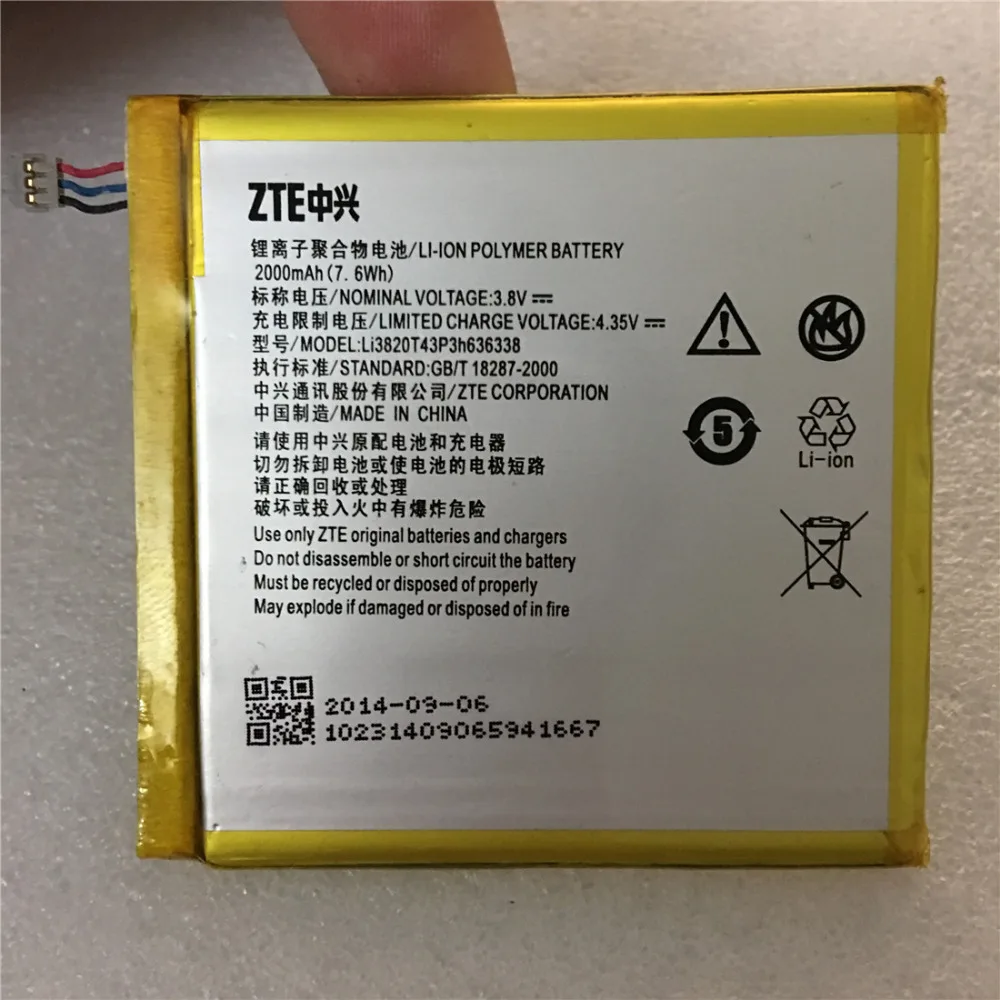 ZTE中兴
锂离子聚合物电池/LI-ION POLYMER BATTERY
2000mAh (7.6Wh)
标称电压/NOMINAL VOLTAGE:3.8V
充电限制电压/LIMITED CHARGE VOLTAGE:4.35V
型号/MODEL:Li3820T43P3h636338
执行标准/STANDARD:GB/T 18287-2000
中兴通讯股份有限公司/ZTE CORPORATION
中国制造/MADE IN CHINA
请使用中兴原配电池和充电器
切勿拆卸电池或使电池的电极短路
请正确回收或处理
破坏或投入火中有爆炸危险
Use only ZTE original batteries and chargers
Do not disassemble or short circuit the battery
Must be recycled or disposed of properly
May explode if damaged or disposed of in fire
5
Li-ion
2014-09-06
10231409065941667